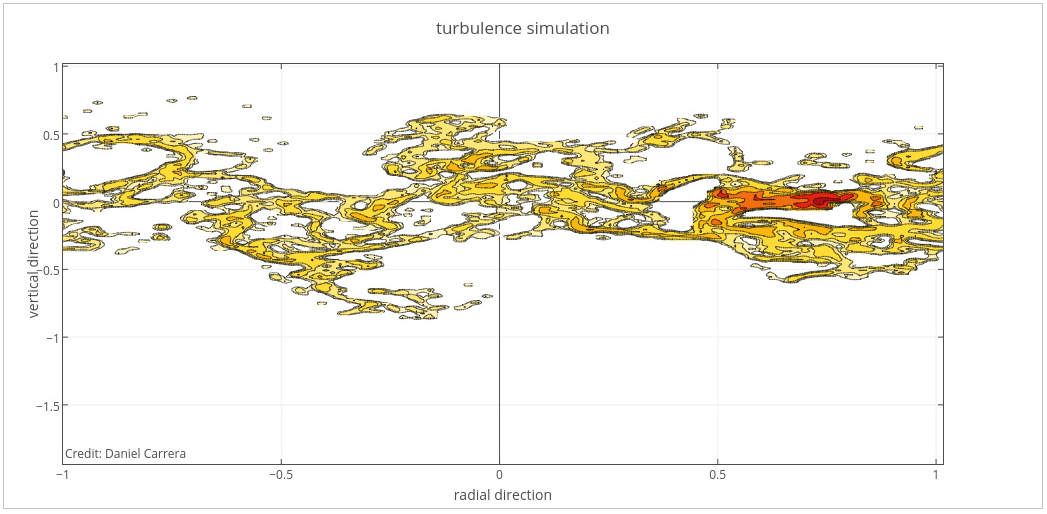 turbulence simulation
1
0.5
0
−0.5
−1
−1.5
vertical direction
Credit: Daniel Carrera
−1
−0.5
0
0.5
1
radial direction